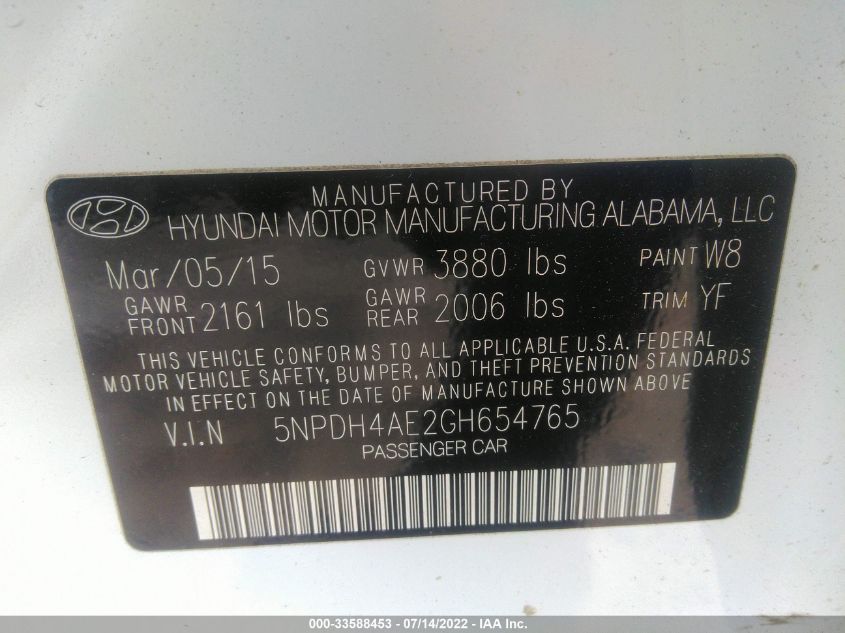 MANUFACTURED BY
HYUNDAI MOTOR MANUFACTURING ALABAMA, LLC
Mar/05/15 GVWR 3880 lbs PAINT W8
GAWR FRONT 2161 lbs GAWR REAR 2006 lbs TRIM YF
THIS VEHICLE CONFORMS TO ALL APPLICABLE U.S.A. FEDERAL
MOTOR VEHICLE SAFETY, BUMPER, AND THEFT PREVENTION STANDARDS
IN EFFECT ON THE DATE OF MANUFACTURE SHOWN ABOVE
V.I.N 5NPDH4AE2GH654765
PASSENGER CAR
000-33588453 - 07/14/2022 - IAA Inc.